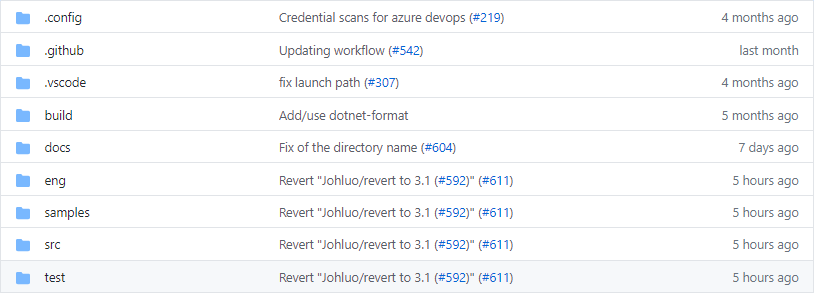 .config Credential scans for azure devops (#219) 4 months ago
.github Updating workflow (#542) last month
.vscode fix launch path (#307) 4 months ago
build Add/use dotnet-format 5 months ago
docs Fix of the directory name (#604) 7 days ago
eng Revert "Johluo/revert to 3.1 (#592)" (#611) 5 hours ago
samples Revert "Johluo/revert to 3.1 (#592)" (#611) 5 hours ago
src Revert "Johluo/revert to 3.1 (#592)" (#611) 5 hours ago
test Revert "Johluo/revert to 3.1 (#592)" (#611) 5 hours ago